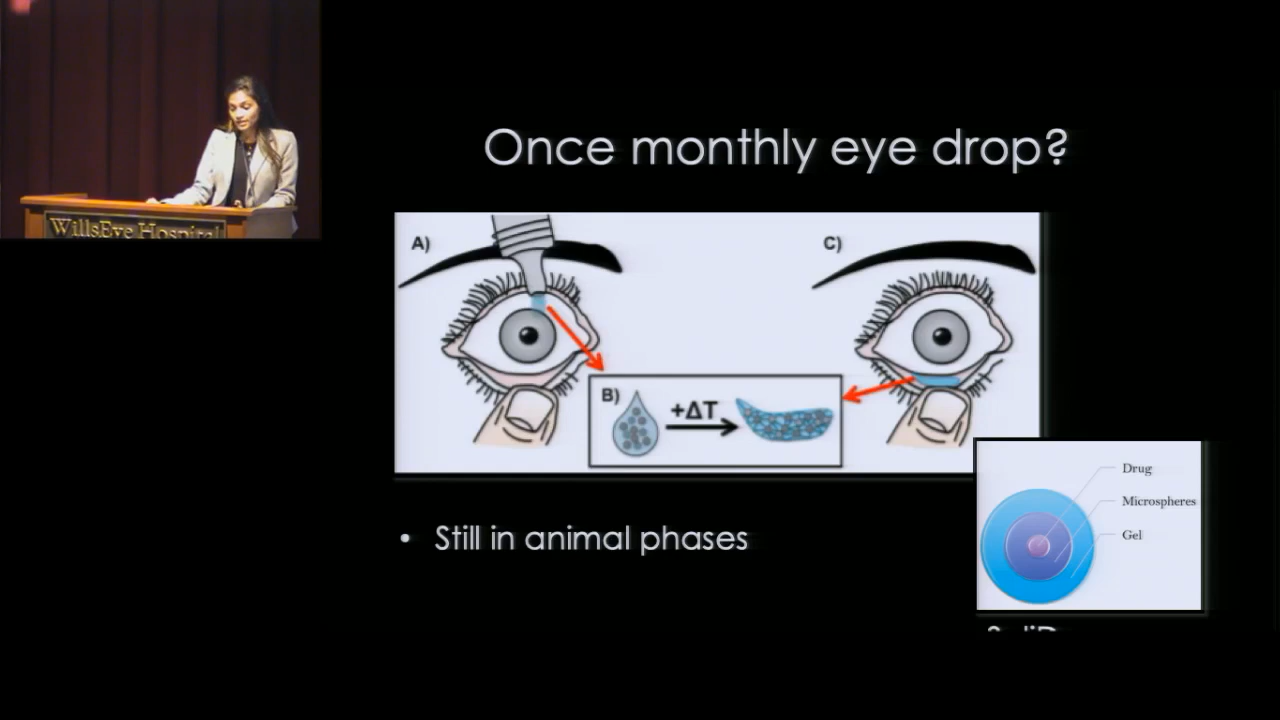 WillsEye Hospital
Once monthly eye drop?
A)
C)
B)
+ΔT
Drug
Microspheres
Gel
• Still in animal phases